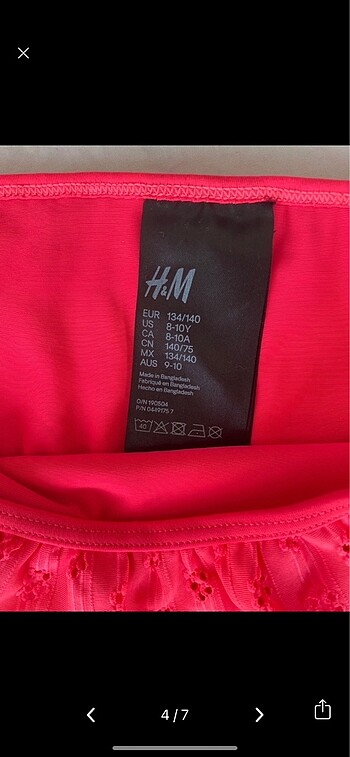 H&M
EUR 134/140
US 8-10Y
CA 8-10A
CN 140/75
MX 134/140
AUS 9-10
Made in Bangladesh
Fabriqué en Bangladesh
Hecho en Bangladesh
O/N 190504
P/N 0449175 7
40
4 / 7